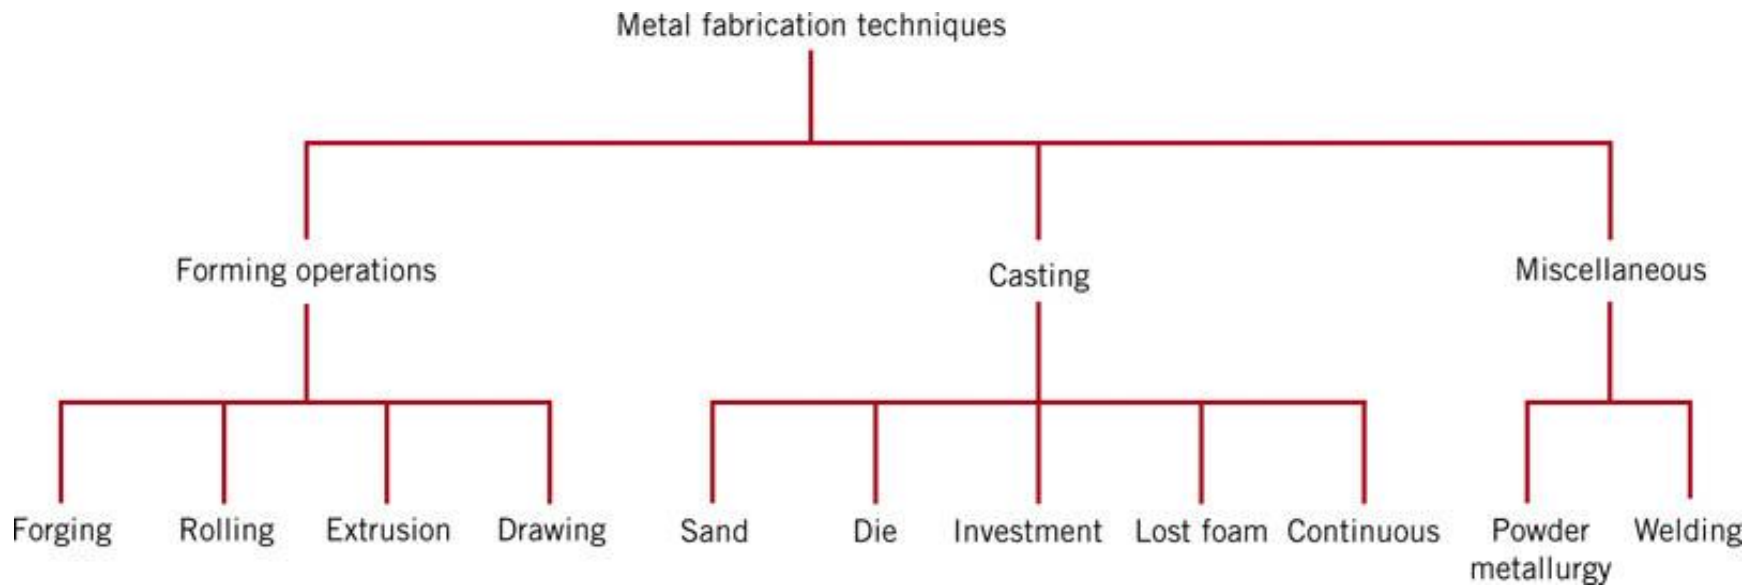 Metal fabrication techniques
Forming operations
Casting
Miscellaneous
Forging
Rolling
Extrusion
Drawing
Sand
Die
Investment
Lost foam
Continuous
Powder
metallurgy
Welding